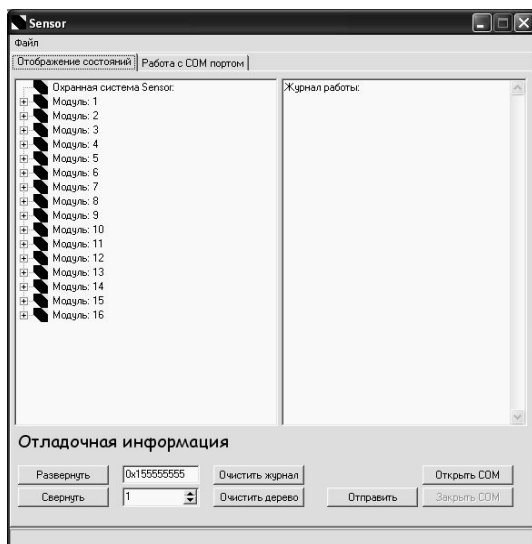 Sensor
Файл
Отображение состояний Работа с COM портом
Охранная система Sensor:
Модуль: 1
Модуль: 2
Модуль: 3
Модуль: 4
Модуль: 5
Модуль: 6
Модуль: 7
Модуль: 8
Модуль: 9
Модуль: 10
Модуль: 11
Модуль: 12
Модуль: 13
Модуль: 14
Модуль: 15
Модуль: 16
Журнал работы:
Отладочная информация
Развернуть 0x155555555 Очистить журнал Открыть COM
Свернуть 1 Очистить дерево Отправить Закрыть COM